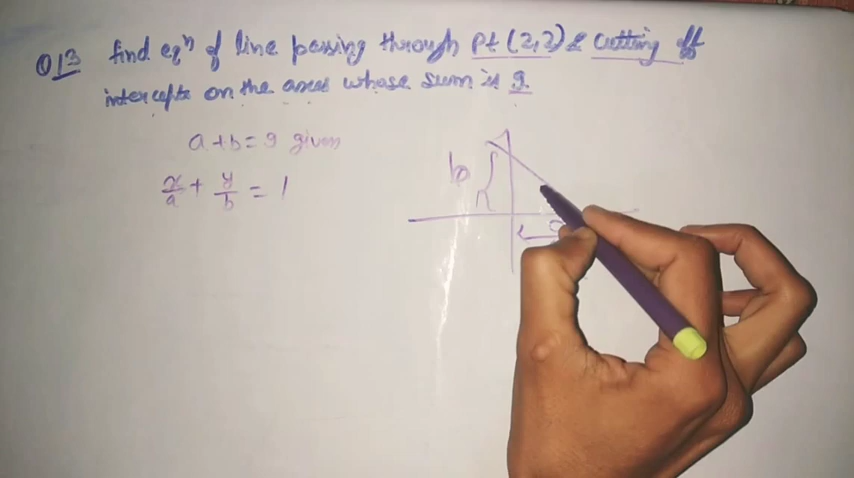 Q13 find eqⁿ of line passing through pt (2,2) & cutting off
intercepts on the axes whose sum is 9.
a + b = 9 given
x/a + y/b = 1
b
a